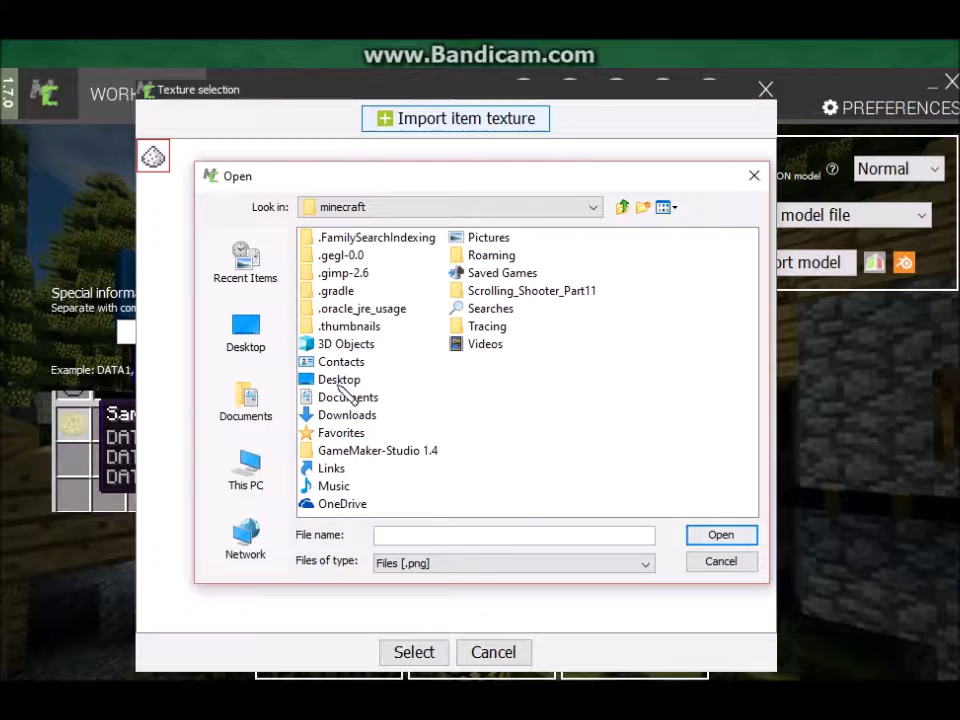 www.Bandicam.com
1.7.0
WORK
Texture selection
PREFERENCES
Import item texture
ON model
Normal
Open
Look in:
minecraft
model file
.FamilySearchIndexing
.gegl-0.0
.gimp-2.6
.gradle
.oracle_jre_usage
.thumbnails
3D Objects
Contacts
Desktop
Documents
Downloads
Favorites
GameMaker-Studio 1.4
Links
Music
OneDrive
Pictures
Roaming
Saved Games
Scrolling_Shooter_Part11
Searches
Tracing
Videos
Recent Items
Desktop
Documents
This PC
Network
ort model
Special inform
Separate with com
Example: DATA1,
Sam
DAT
DAT
DAT
File name:
Open
Files of type:
Files [.png]
Cancel
Select
Cancel